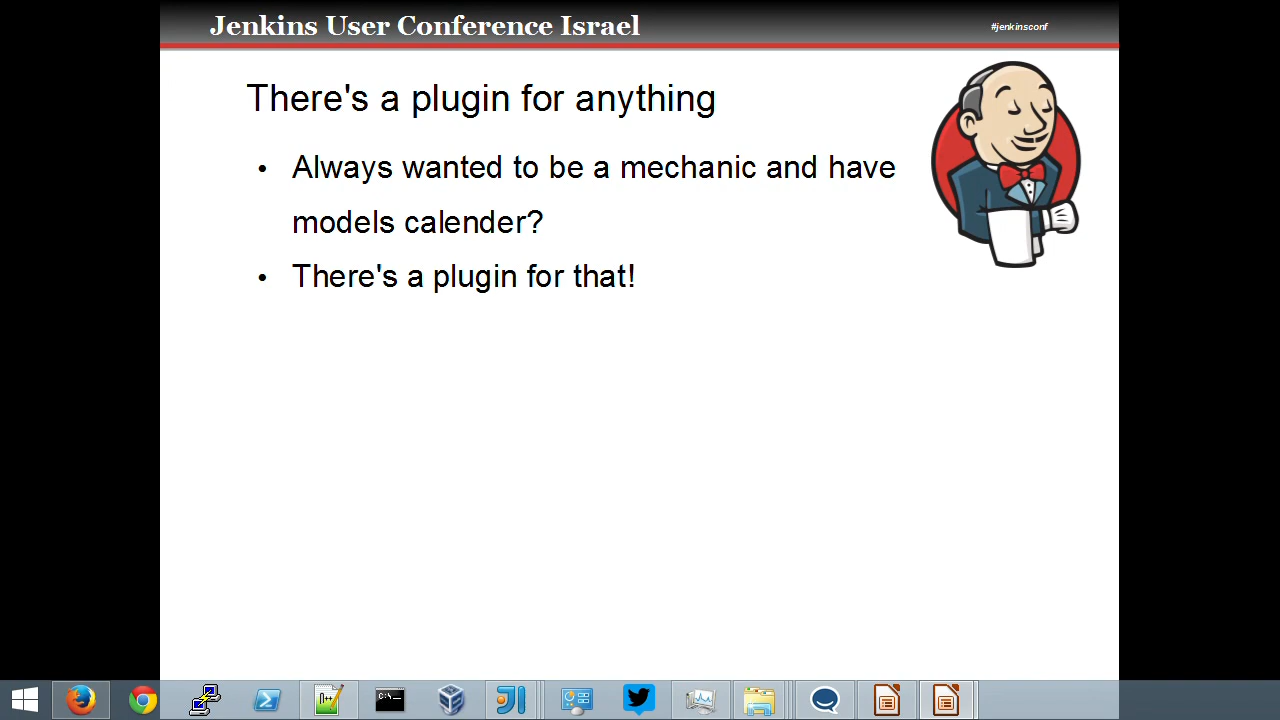 Jenkins User Conference Israel
#jenkinsconf
There's a plugin for anything
• Always wanted to be a mechanic and have
models calender?
• There's a plugin for that!